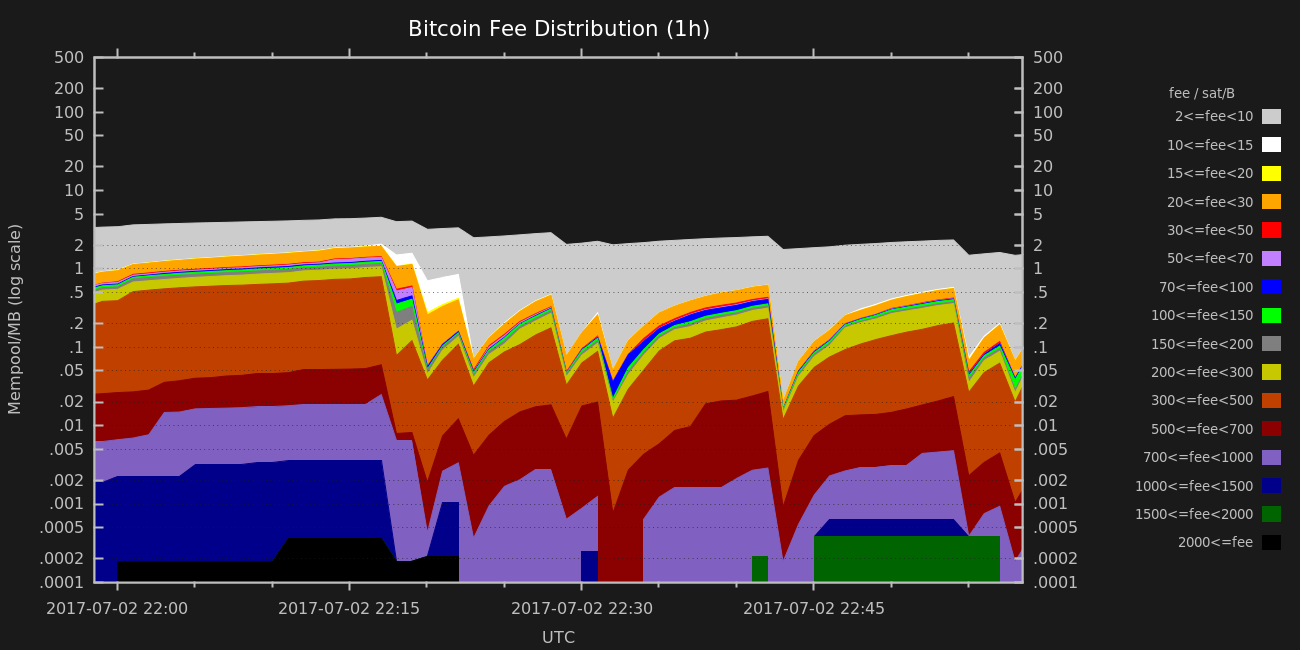 Bitcoin Fee Distribution (1h)
500 500
200 200
100 100
50 50
20 20
10 10
5 5
2 2
1 1
.5 .5
.2 .2
.1 .1
.05 .05
.02 .02
.01 .01
.005 .005
.002 .002
.001 .001
.0005 .0005
.0002 .0002
.0001 .0001
Mempool/MB (log scale)
2017-07-02 22:00 2017-07-02 22:15 2017-07-02 22:30 2017-07-02 22:45
UTC
fee / sat/B
2<=fee<10
10<=fee<15
15<=fee<20
20<=fee<30
30<=fee<50
50<=fee<70
70<=fee<100
100<=fee<150
150<=fee<200
200<=fee<300
300<=fee<500
500<=fee<700
700<=fee<1000
1000<=fee<1500
1500<=fee<2000
2000<=fee